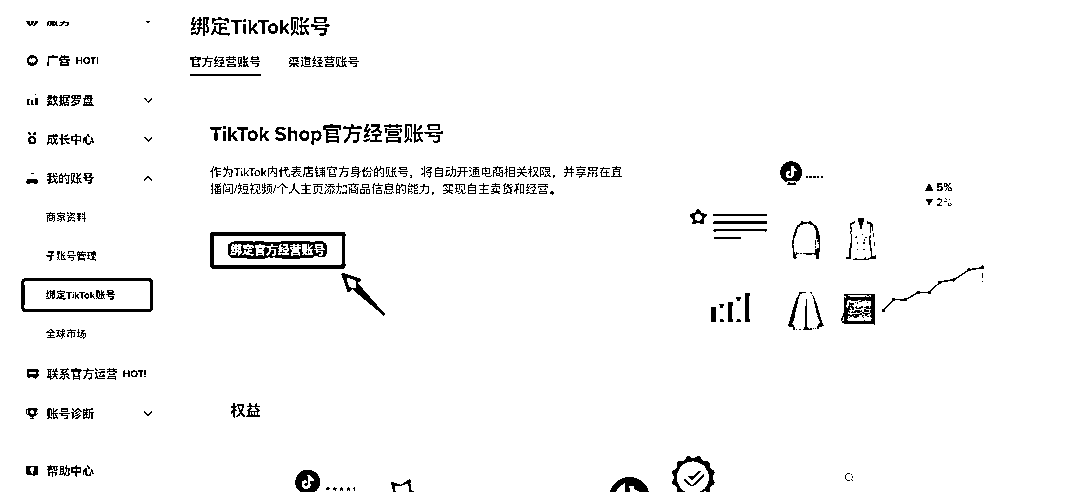 服务
广告 HOT!
数据罗盘
成长中心
我的账号
商家资料
子账号管理
绑定TikTok账号
全球市场
联系官方运营 HOT!
账号诊断
帮助中心
绑定TikTok账号
官方经营账号
渠道经营账号
TikTok Shop官方经营账号
作为TikTok内代表店铺官方身份的账号，将自动开通电商相关权限，并享用在直
播间/短视频/个人主页添加商品信息的能力，实现自主卖货和经营。
绑定官方经营账号
▲ 5%
▼ 2%
权益